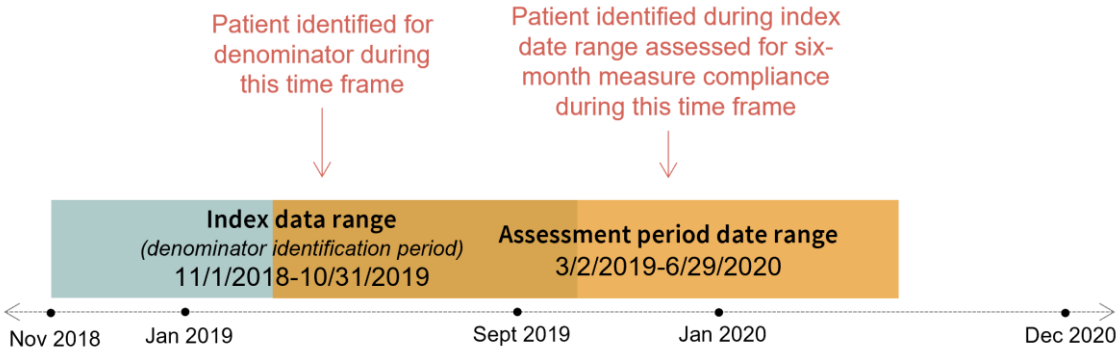 Patient identified for
denominator during
this time frame
Patient identified during index
date range assessed for six-
month measure compliance
during this time frame
Index data range
(denominator identification period)
11/1/2018-10/31/2019
Assessment period date range
3/2/2019-6/29/2020
Nov 2018
Jan 2019
Sept 2019
Jan 2020
Dec 2020